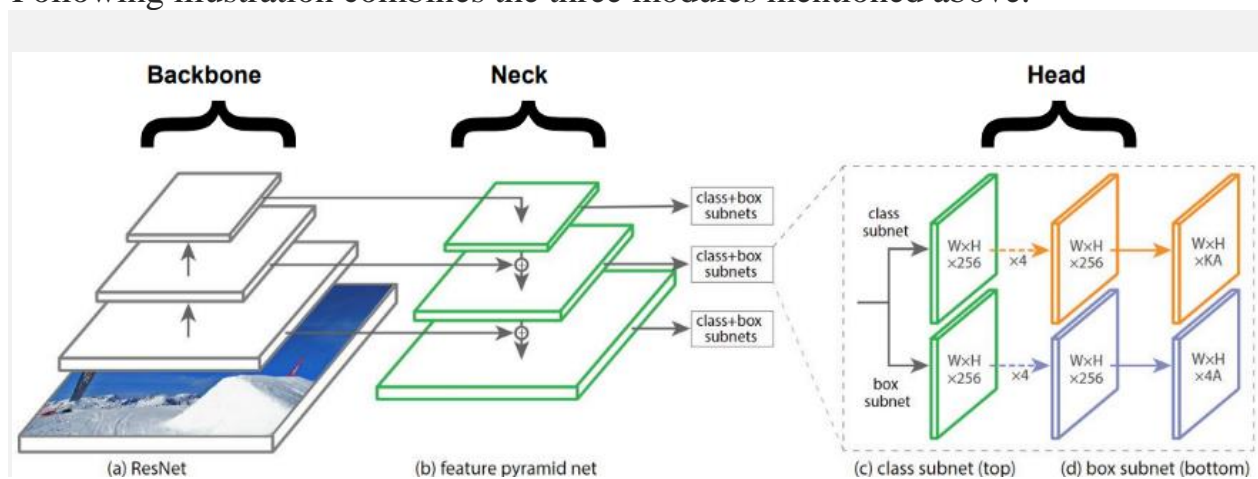 Following illustration combines the three modules mentioned above.
Backbone
Neck
Head
class+box
subnets
class+box
subnets
class+box
subnets
class
subnet
box
subnet
W×H
×256
×4
W×H
×256
W×H
×KA
W×H
×256
×4
W×H
×256
W×H
×4A
(a) ResNet
(b) feature pyramid net
(c) class subnet (top)
(d) box subnet (bottom)